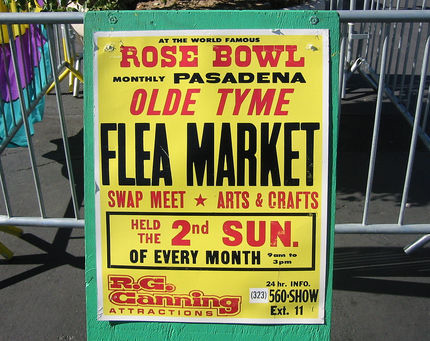 AT THE WORLD FAMOUS
ROSE BOWL
MONTHLY PASADENA
OLDE TYME
FLEA MARKET
SWAP MEET ★ ARTS & CRAFTS
HELD THE 2nd SUN.
OF EVERY MONTH 9am to 3pm
R.G. Canning
ATTRACTIONS
24 hr. INFO.
(323) 560-SHOW
Ext. 11